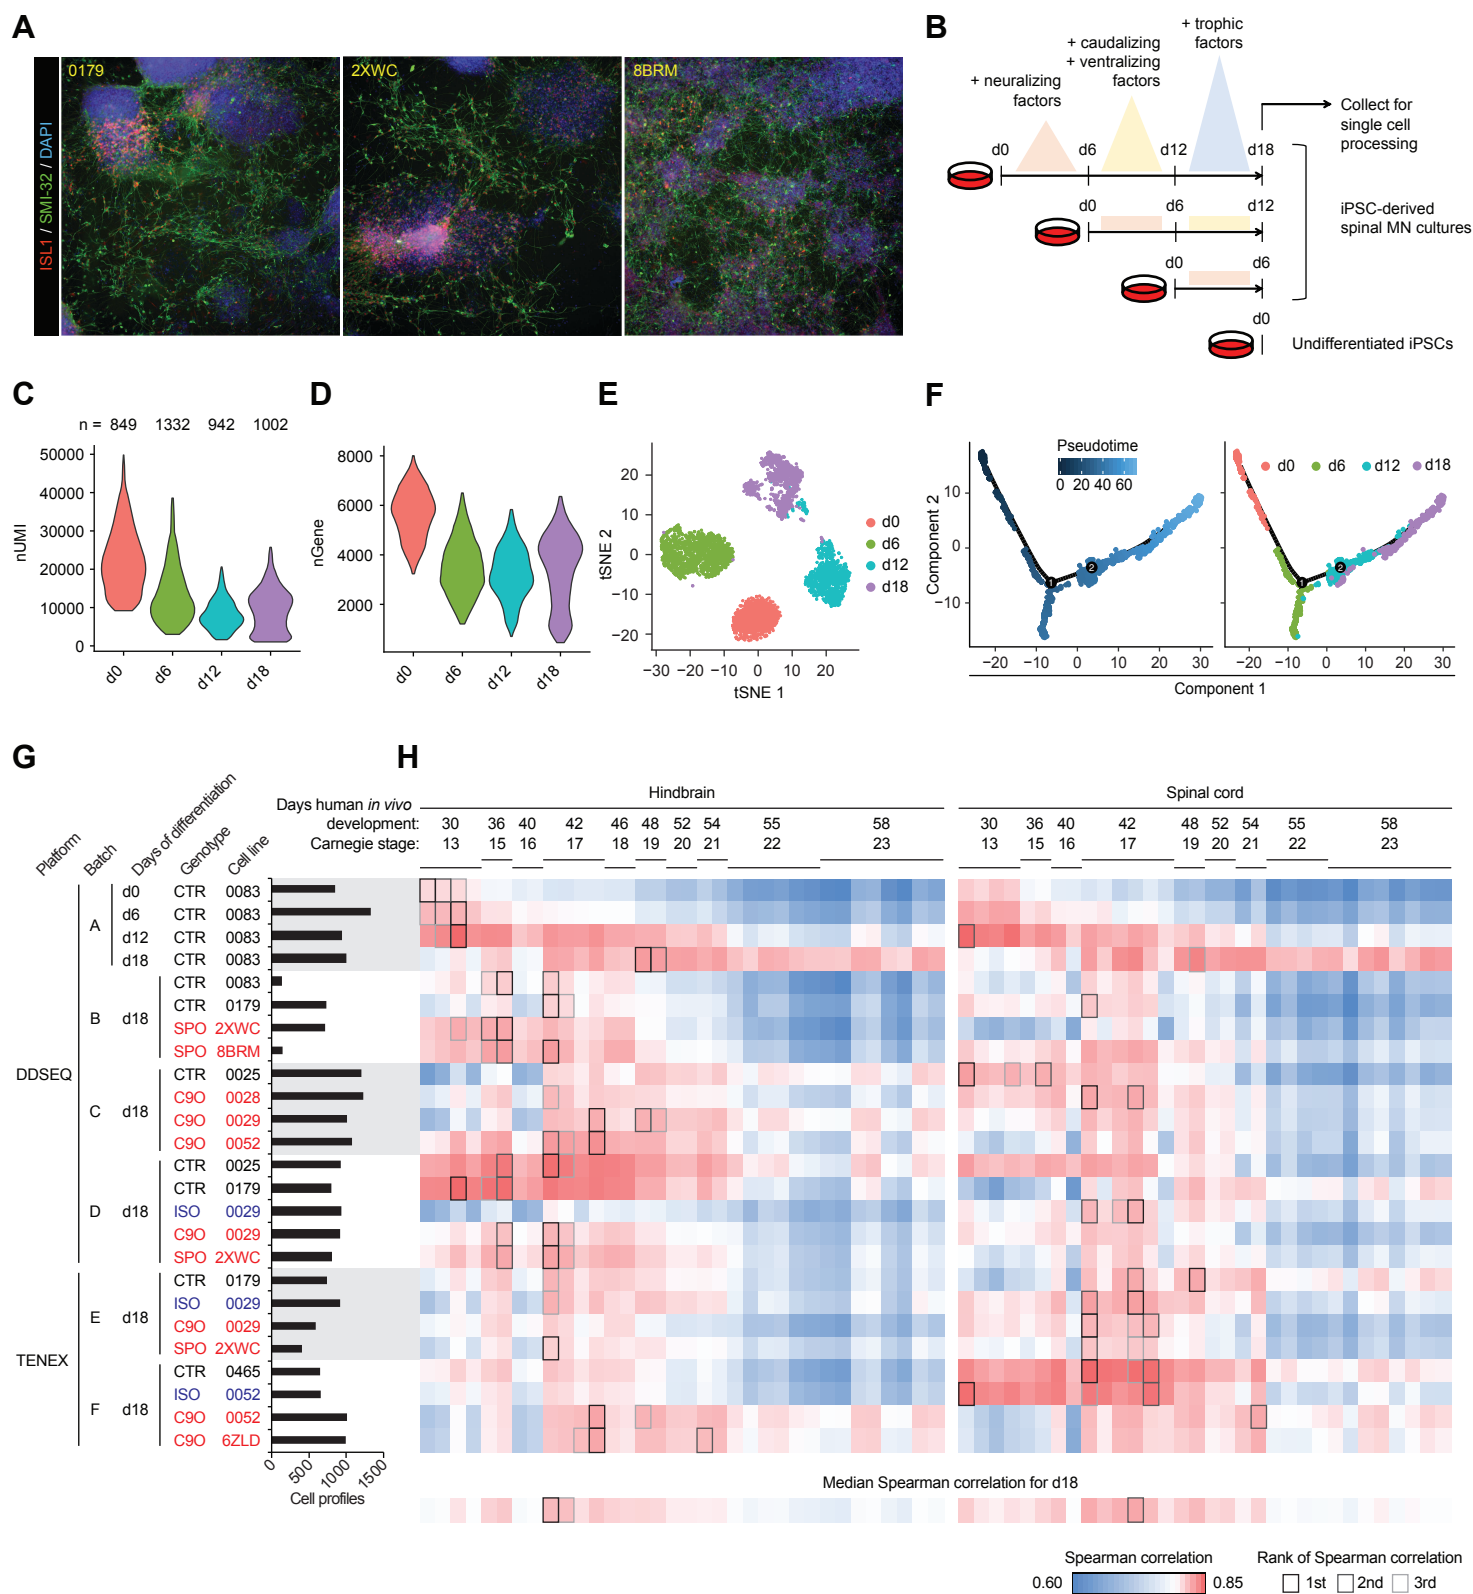 A
0179
2XWC
8BRM
ISL1 / SMI-32 / DAPI
B
+ neuralizing
factors
+ caudalizing
+ ventralizing
factors
+ trophic
factors
Collect for
single cell
processing
d0 d6 d12 d18
d0 d6 d12
d0 d6
d0
iPSC-derived
spinal MN cultures
Undifferentiated iPSCs
C
n = 849 1332 942 1002
nUMI
50000
40000
30000
20000
10000
0
d0 d6 d12 d18
D
nGene
8000
6000
4000
2000
d0 d6 d12 d18
E
tSNE 2
20
10
0
−10
−20
−30 −20 −10 0 10 20
tSNE 1
d0
d6
d12
d18
F
Component 2
10
0
−10
Pseudotime
0 20 40 60
1
2
−20 −10 0 10 20 30
d0 d6 d12 d18
1
2
−20 −10 0 10 20 30
Component 1
G
Platform
Batch
Days of differentiation
Genotype
Cell line
DDSEQ
TENEX
A
d0 CTR 0083
d6 CTR 0083
d12 CTR 0083
d18 CTR 0083
B d18
CTR 0083
CTR 0179
SPO 2XWC
SPO 8BRM
C d18
CTR 0025
C9O 0028
C9O 0029
C9O 0052
D d18
CTR 0025
CTR 0179
ISO 0029
C9O 0029
SPO 2XWC
E d18
CTR 0179
ISO 0029
C9O 0029
SPO 2XWC
F d18
CTR 0465
ISO 0052
C9O 0052
C9O 6ZLD
0 500 1000 1500
Cell profiles
H
Hindbrain
Spinal cord
Days human in vivo
development: 30 36 40 42 46 48 52 54 55 58 30 36 40 42 48 52 54 55 58
Carnegie stage: 13 15 16 17 18 19 20 21 22 23 13 15 16 17 19 20 21 22 23
Median Spearman correlation for d18
Spearman correlation
0.60 0.85
Rank of Spearman correlation
1st 2nd 3rd